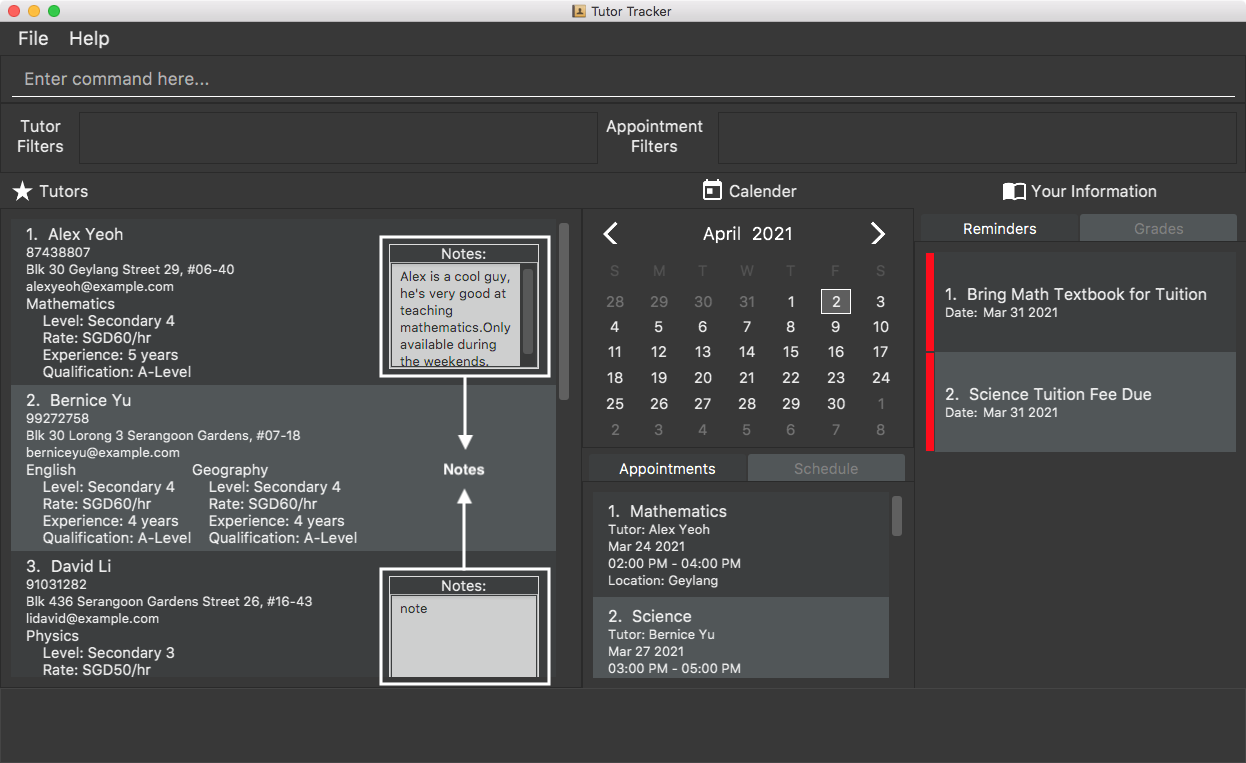 Tutor Tracker
File Help
Enter command here...
Tutor
Filters
Appointment
Filters
Tutors
1. Alex Yeoh
87438807
Blk 30 Geylang Street 29, #06-40
alexyeoh@example.com
Mathematics
Level: Secondary 4
Rate: SGD60/hr
Experience: 5 years
Qualification: A-Level
Notes:
Alex is a cool guy,
he's very good at
teaching
mathematics.Only
available during
the weekends.
2. Bernice Yu
99272758
Blk 30 Lorong 3 Serangoon Gardens, #07-18
berniceyu@example.com
English Geography
Level: Secondary 4 Level: Secondary 4
Rate: SGD60/hr Rate: SGD60/hr
Experience: 4 years Experience: 4 years
Qualification: A-Level Qualification: A-Level
Notes
3. David Li
91031282
Blk 436 Serangoon Gardens Street 26, #16-43
lidavid@example.com
Physics
Level: Secondary 3
Rate: SGD50/hr
Notes:
note
Calender
April 2021
S M T W T F S
28 29 30 31 1 2 3
4 5 6 7 8 9 10
11 12 13 14 15 16 17
18 19 20 21 22 23 24
25 26 27 28 29 30 1
2 3 4 5 6 7 8
Appointments Schedule
1. Mathematics
Tutor: Alex Yeoh
Mar 24 2021
02:00 PM - 04:00 PM
Location: Geylang
2. Science
Tutor: Bernice Yu
Mar 27 2021
03:00 PM - 05:00 PM
Your Information
Reminders Grades
1. Bring Math Textbook for Tuition
Date: Mar 31 2021
2. Science Tuition Fee Due
Date: Mar 31 2021